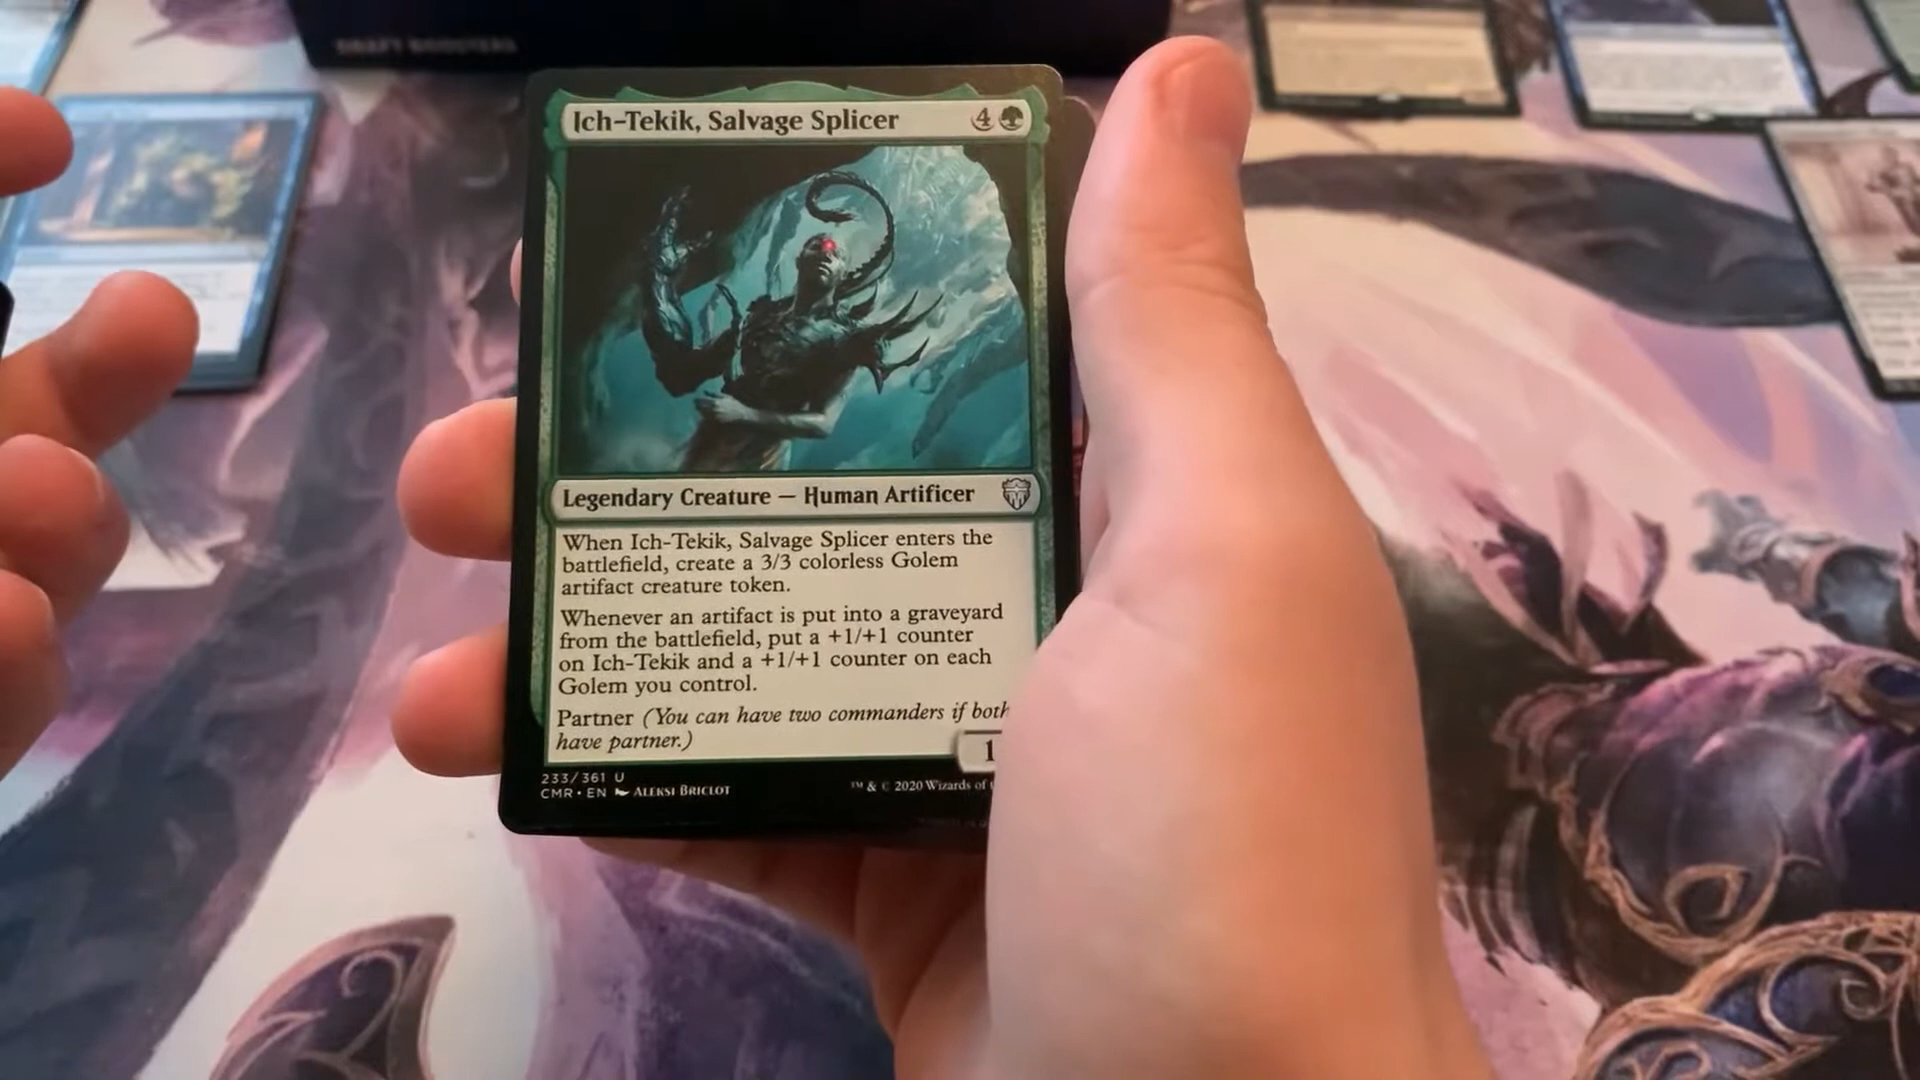 DRAFT BOOSTERS
Ich-Tekik, Salvage Splicer 4
Legendary Creature — Human Artificer
When Ich-Tekik, Salvage Splicer enters the
battlefield, create a 3/3 colorless Golem
artifact creature token.
Whenever an artifact is put into a graveyard
from the battlefield, put a +1/+1 counter
on Ich-Tekik and a +1/+1 counter on each
Golem you control.
Partner (You can have two commanders if both
have partner.)
1
233/361 U
CMR • EN ALEKSI BRICLOT
™ & © 2020 Wizards of